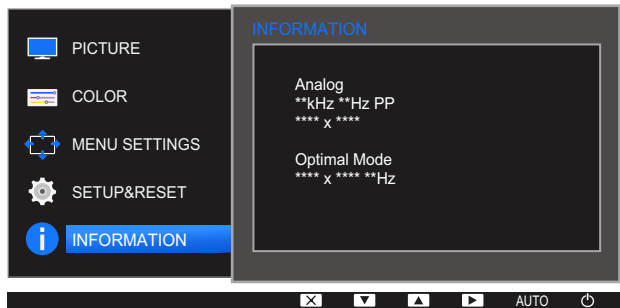 PICTURE
COLOR
MENU SETTINGS
SETUP&RESET
INFORMATION
INFORMATION
Analog
**kHz **Hz PP
**** x ****
Optimal Mode
**** x **** **Hz
AUTO